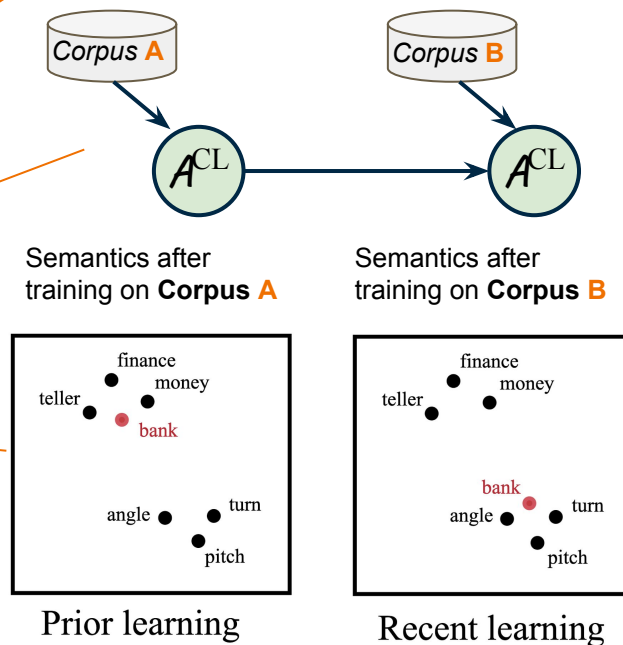 Corpus A
Corpus B
A^CL
A^CL
Semantics after
training on Corpus A
Semantics after
training on Corpus B
finance
money
teller
bank
angle
turn
pitch
finance
money
teller
bank
angle
turn
pitch
Prior learning
Recent learning